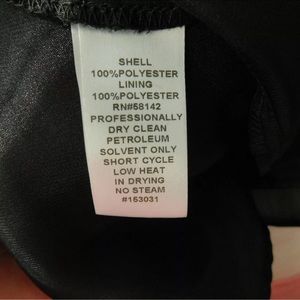 SHELL
100%POLYESTER
LINING
100%POLYESTER
RN#58142
PROFESSIONALLY
DRY CLEAN
PETROLEUM
SOLVENT ONLY
SHORT CYCLE
LOW HEAT
IN DRYING
NO STEAM
#153031